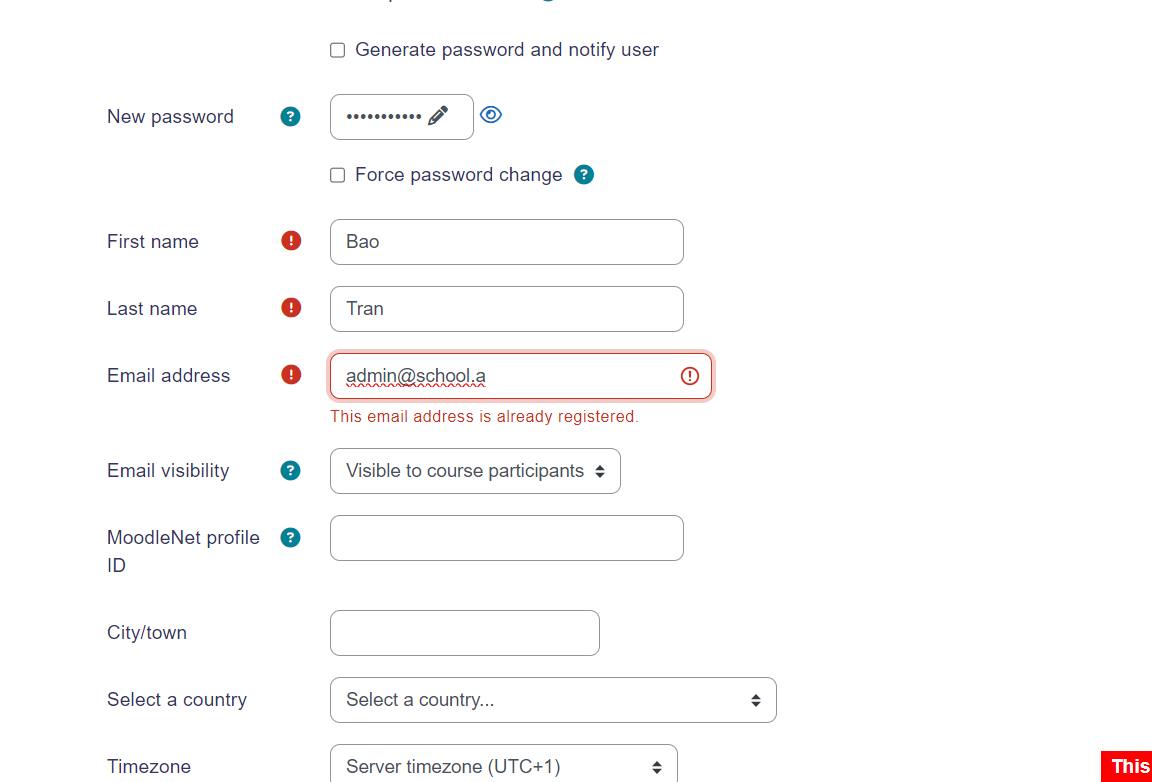 Generate password and notify user
New password
•••••••••••
Force password change
First name
Bao
Last name
Tran
Email address
admin@school.a
This email address is already registered.
Email visibility
Visible to course participants
MoodleNet profile
ID
City/town
Select a country
Select a country...
Timezone
Server timezone (UTC+1)
This